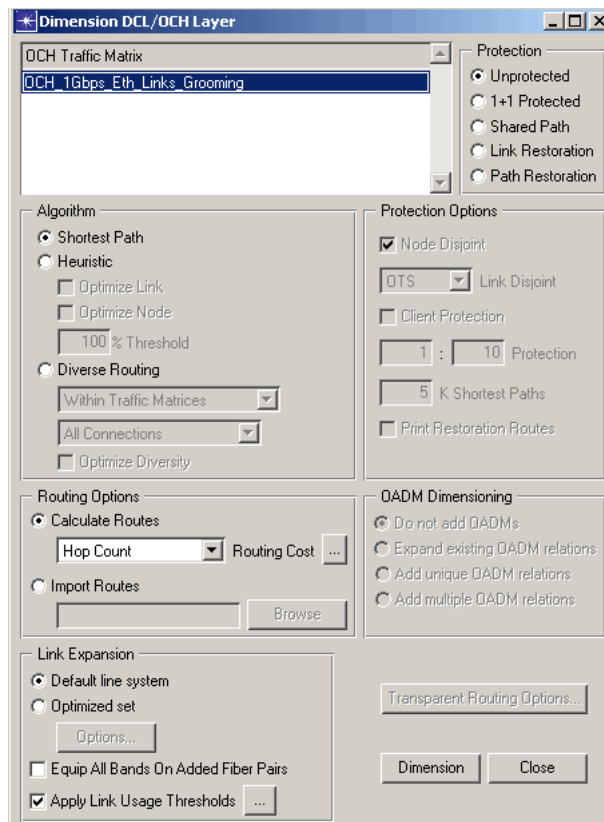 Dimension DCL/OCH Layer
OCH Traffic Matrix
OCH_1Gbps_Eth_Links_Grooming
Protection
Unprotected
1+1 Protected
Shared Path
Link Restoration
Path Restoration
Algorithm
Shortest Path
Heuristic
Optimize Link
Optimize Node
100 % Threshold
Diverse Routing
Within Traffic Matrices
All Connections
Optimize Diversity
Protection Options
Node Disjoint
OTS Link Disjoint
Client Protection
1 : 10 Protection
5 K Shortest Paths
Print Restoration Routes
Routing Options
Calculate Routes
Hop Count Routing Cost ...
Import Routes
Browse
OADM Dimensioning
Do not add OADMs
Expand existing OADM relations
Add unique OADM relations
Add multiple OADM relations
Link Expansion
Default line system
Optimized set
Options...
Equip All Bands On Added Fiber Pairs
Apply Link Usage Thresholds ...
Transparent Routing Options...
Dimension Close